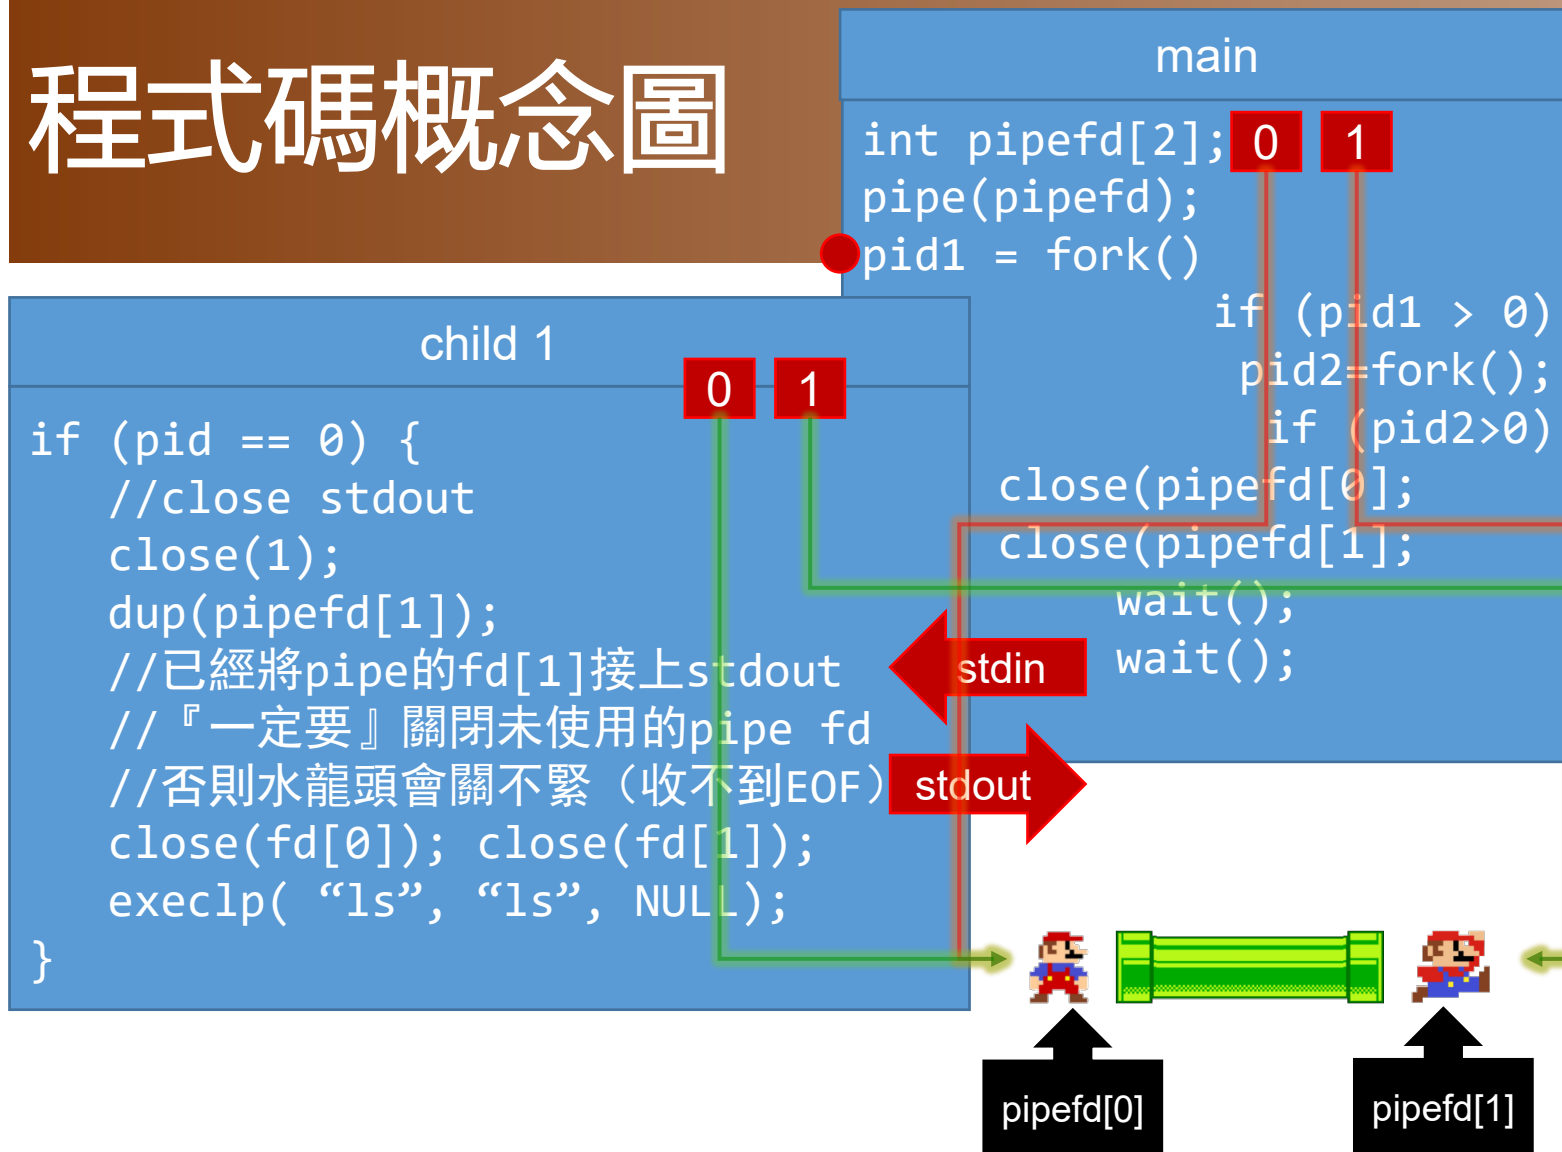 程式碼概念圖
main
int pipefd[2];
0 1
pipe(pipefd);
pid1 = fork()
if (pid1 > 0)
pid2=fork();
if (pid2>0)
close(pipefd[0];
close(pipefd[1];
wait();
wait();
child 1
0 1
if (pid == 0) {
//close stdout
close(1);
dup(pipefd[1]);
//已經將pipe的fd[1]接上stdout
//『一定要』關閉未使用的pipe fd
//否則水龍頭會關不緊（收不到EOF）
close(fd[0]); close(fd[1]);
execlp( “ls”, “ls”, NULL);
}
stdin
stdout
pipefd[0]
pipefd[1]